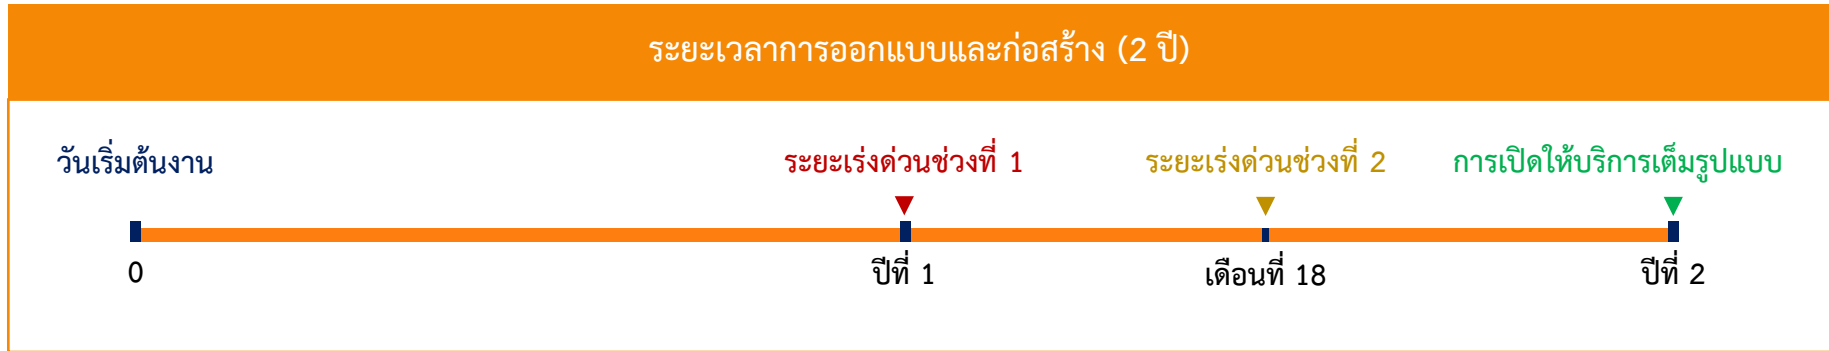 ระยะเวลาการออกแบบและก่อสร้าง (2 ปี)
วันเริ่มต้นงาน
ระยะเร่งด่วนช่วงที่ 1
ระยะเร่งด่วนช่วงที่ 2
การเปิดให้บริการเต็มรูปแบบ
0
ปีที่ 1
เดือนที่ 18
ปีที่ 2